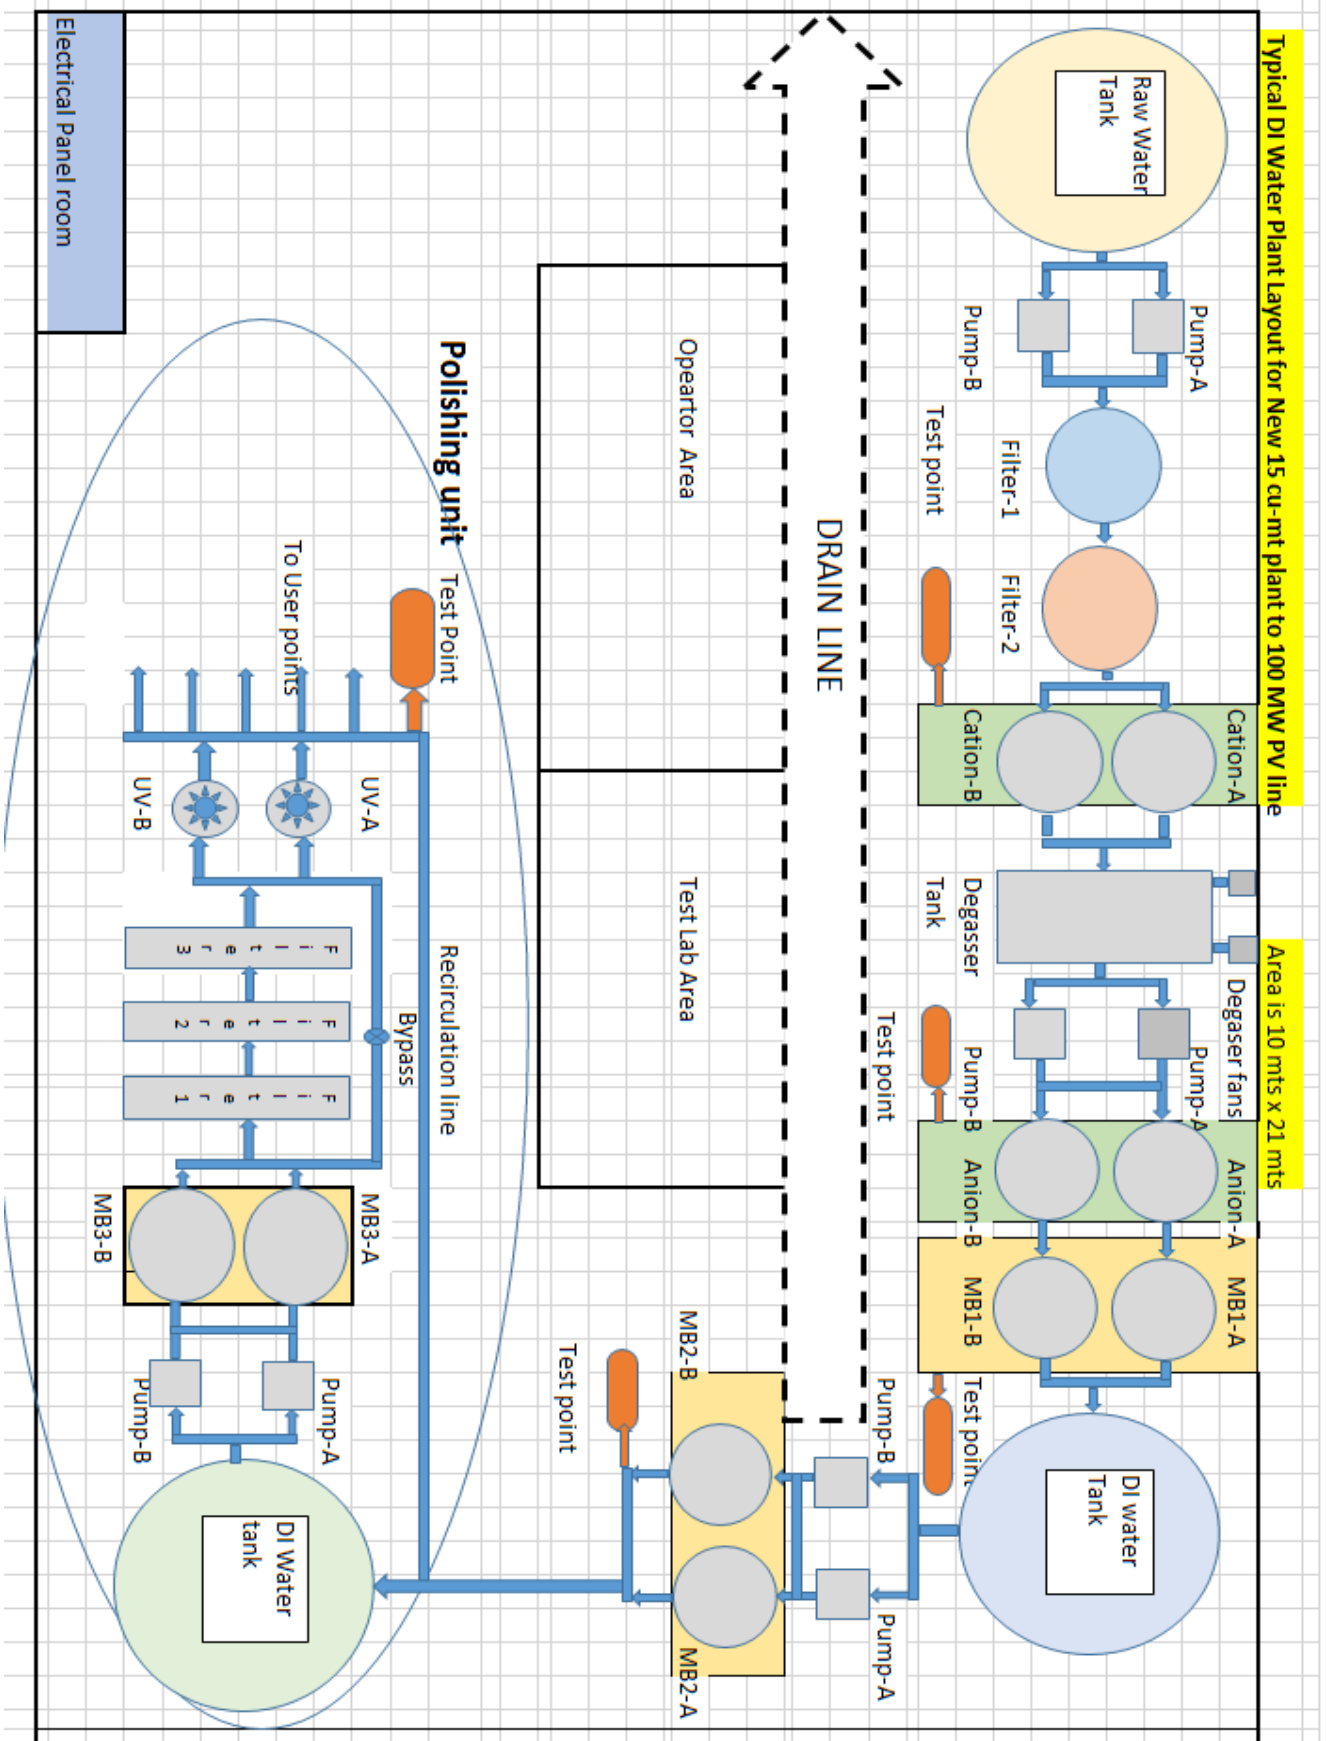 Typical DI Water Plant Layout for New 15 cu-mt plant to 100 MW PV line
Area is 10 mts x 21 mts
Raw Water
Tank
Pump-A
Pump-B
Filter-1
Filter-2
Test point
Cation-A
Cation-B
Degaser fans
Degasser
Tank
Pump-A
Pump-B
Test point
Anion-A
Anion-B
MB1-A
MB1-B
Test point
DI water
Tank
DRAIN LINE
Pump-B
Pump-A
MB2-B
MB2-A
Test point
Opeartor Area
Test Lab Area
Polishing unit
Test Point
To User points
Recirculation line
UV-A
UV-B
Bypass
Filter 3
Filter 2
Filter 1
MB3-A
MB3-B
Pump-A
Pump-B
DI Water
tank
Electrical Panel room